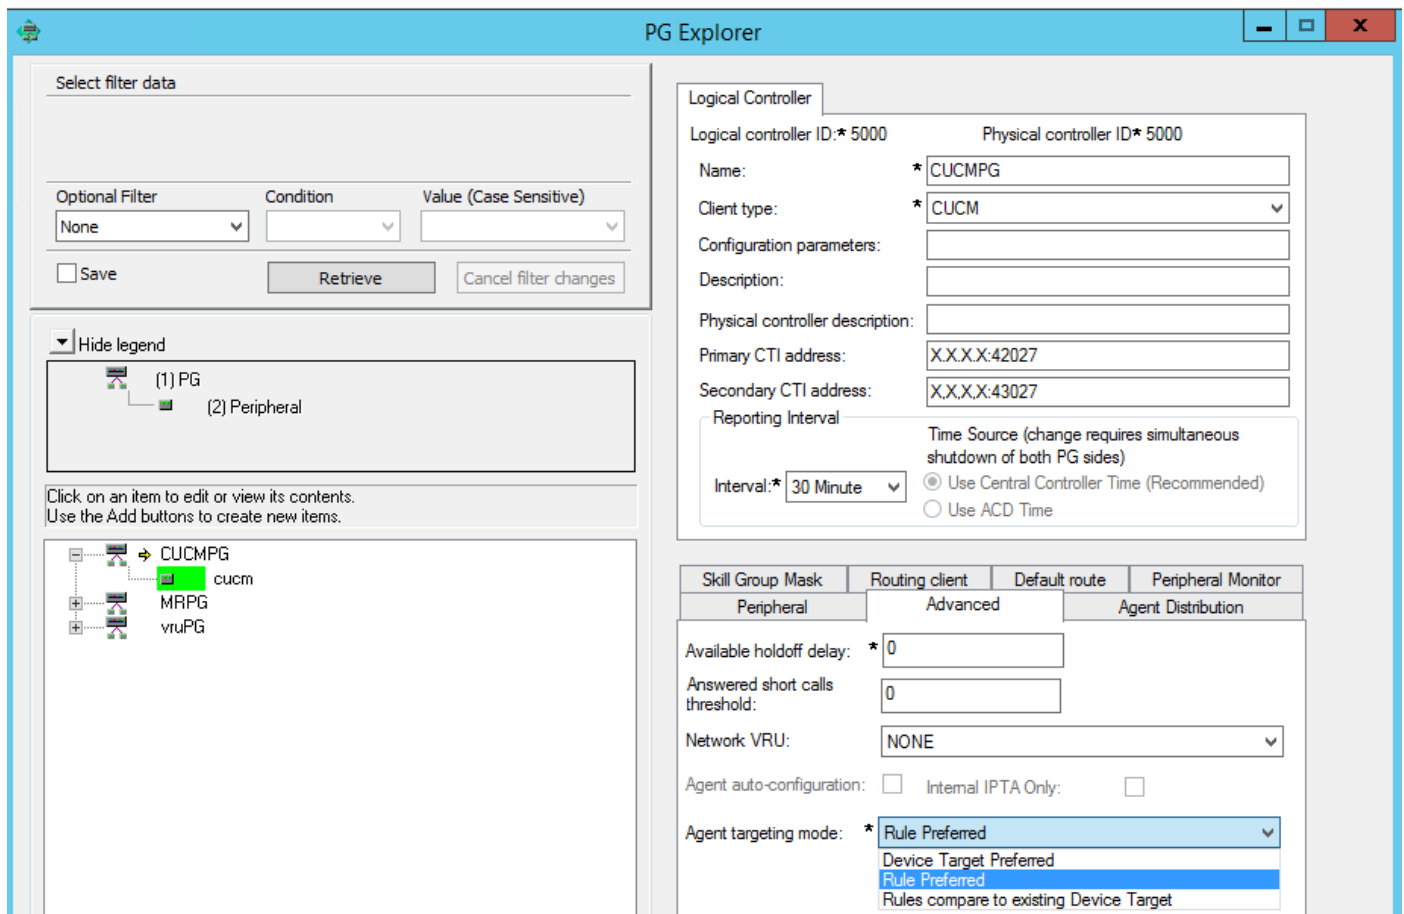 PG Explorer
Select filter data
Optional Filter Condition Value (Case Sensitive)
None
Save Retrieve Cancel filter changes
Hide legend
(1) PG
(2) Peripheral
Click on an item to edit or view its contents.
Use the Add buttons to create new items.
CUCMPG
cucm
MRPG
vruPG
Logical Controller
Logical controller ID:* 5000 Physical controller ID* 5000
Name: * CUCMPG
Client type: * CUCM
Configuration parameters:
Description:
Physical controller description:
Primary CTI address: X.X.X.X:42027
Secondary CTI address: X,X,X,X:43027
Reporting Interval
Time Source (change requires simultaneous
shutdown of both PG sides)
Interval:* 30 Minute
Use Central Controller Time (Recommended)
Use ACD Time
Skill Group Mask Routing client Default route Peripheral Monitor
Peripheral Advanced Agent Distribution
Available holdoff delay: * 0
Answered short calls
threshold: 0
Network VRU: NONE
Agent auto-configuration: Internal IPTA Only:
Agent targeting mode: * Rule Preferred
Device Target Preferred
Rule Preferred
Rules compare to existing Device Target